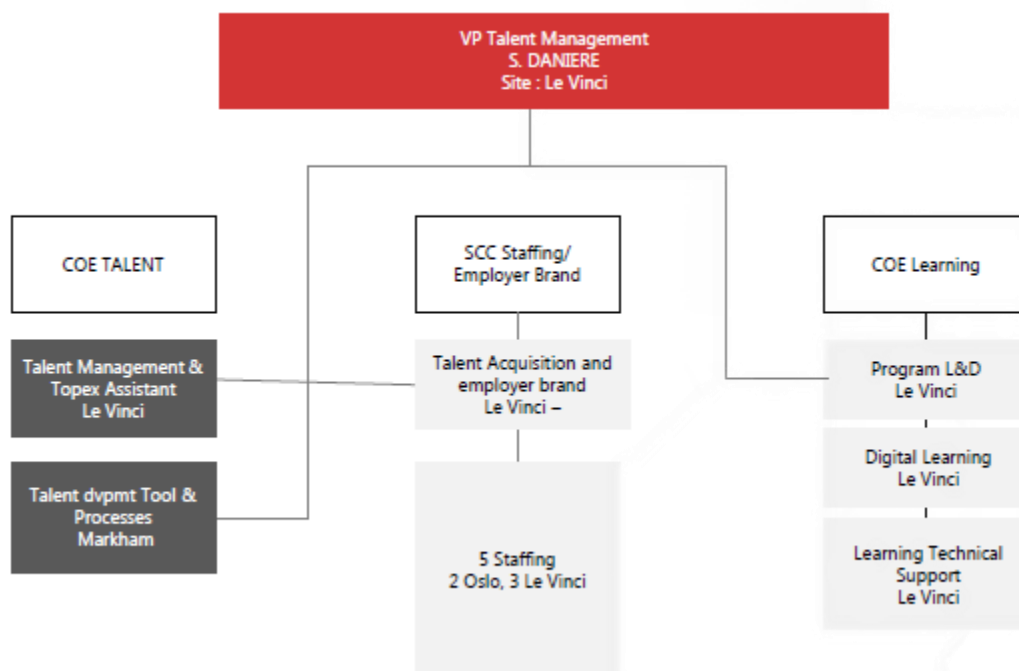 VP Talent Management
S. DANIERE
Site : Le Vinci
COE TALENT
Talent Management &
Topex Assistant
Le Vinci
Talent dvpmt Tool &
Processes
Markham
SCC Staffing/
Employer Brand
Talent Acquisition and
employer brand
Le Vinci –
5 Staffing
2 Oslo, 3 Le Vinci
COE Learning
Program L&D
Le Vinci
Digital Learning
Le Vinci
Learning Technical
Support
Le Vinci